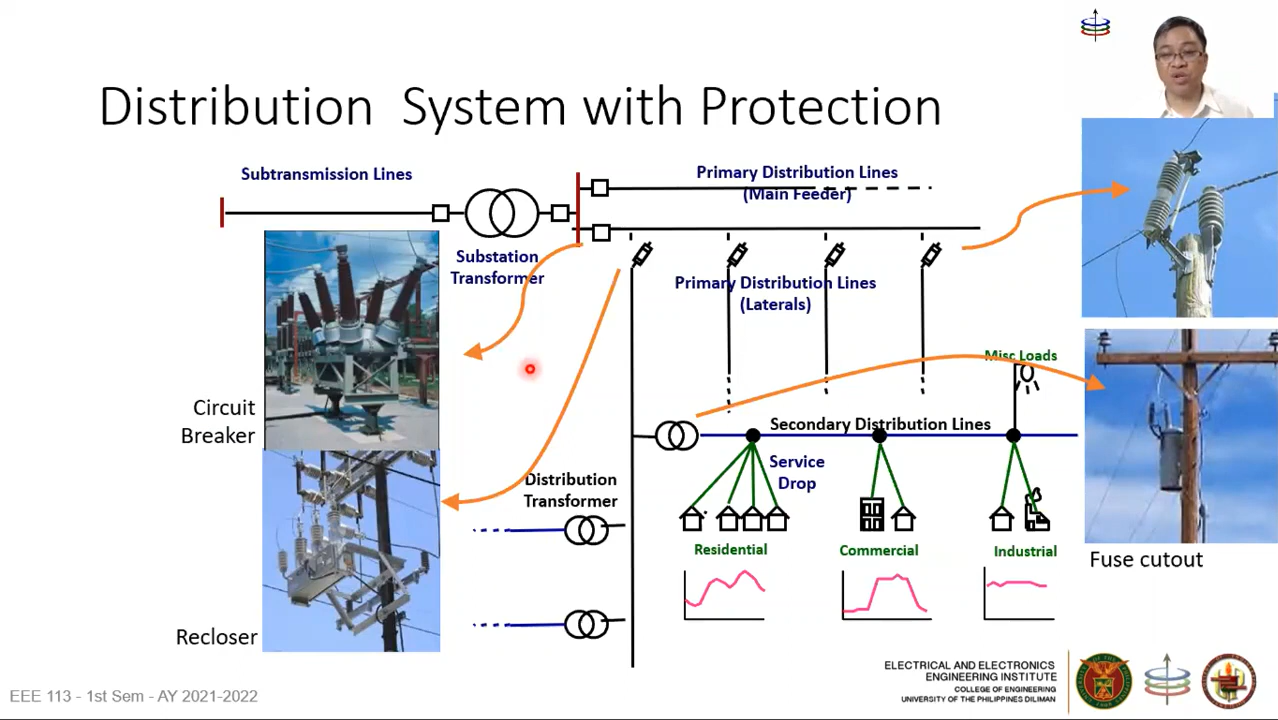 Distribution  System with Protection
Subtransmission Lines
Primary Distribution Lines
(Main Feeder)
Substation
Transformer
Primary Distribution Lines
(Laterals)
Misc Loads
Circuit
Breaker
Secondary Distribution Lines
Service
Drop
Distribution
Transformer
Residential
Commercial
Industrial
Fuse cutout
Recloser
ELECTRICAL AND ELECTRONICS
ENGINEERING INSTITUTE
COLLEGE OF ENGINEERING
UNIVERSITY OF THE PHILIPPINES DILIMAN
EEE 113 - 1st Sem - AY 2021-2022